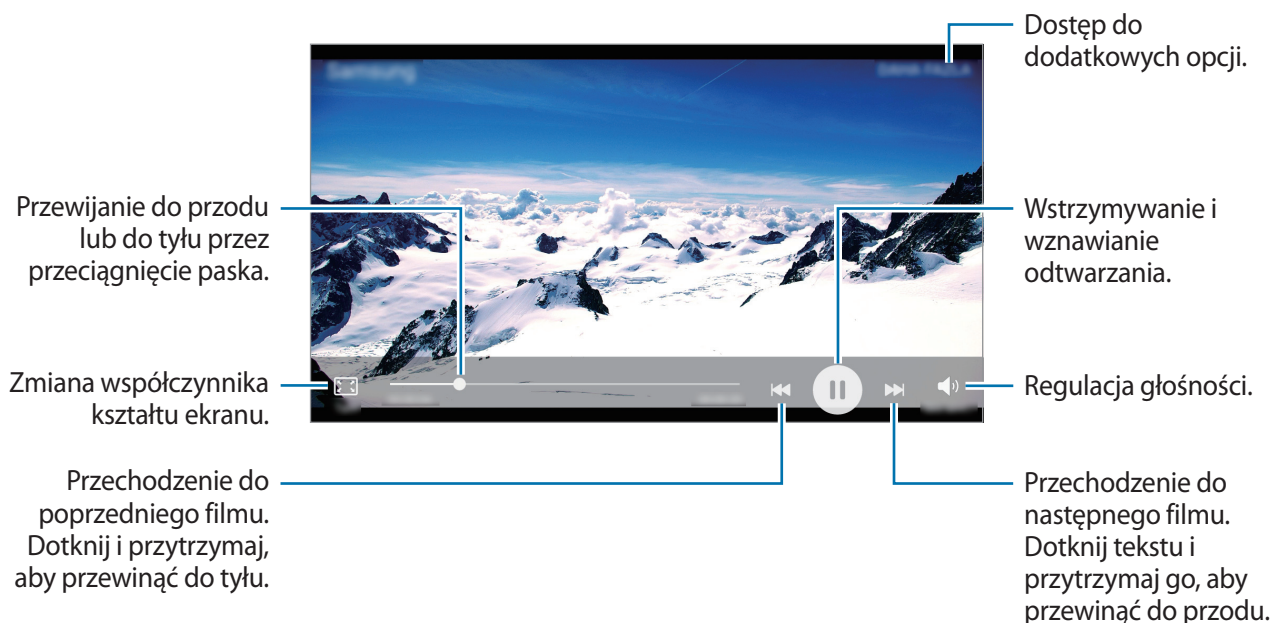 Dostęp do
dodatkowych opcji.
Samsung
Przewijanie do przodu
lub do tyłu przez
przeciągnięcie paska.
Wstrzymywanie i
wznawianie
odtwarzania.
Zmiana współczynnika
kształtu ekranu.
Regulacja głośności.
Przechodzenie do
poprzedniego filmu.
Dotknij i przytrzymaj,
aby przewinąć do tyłu.
Przechodzenie do
następnego filmu.
Dotknij tekstu i
przytrzymaj go, aby
przewinąć do przodu.